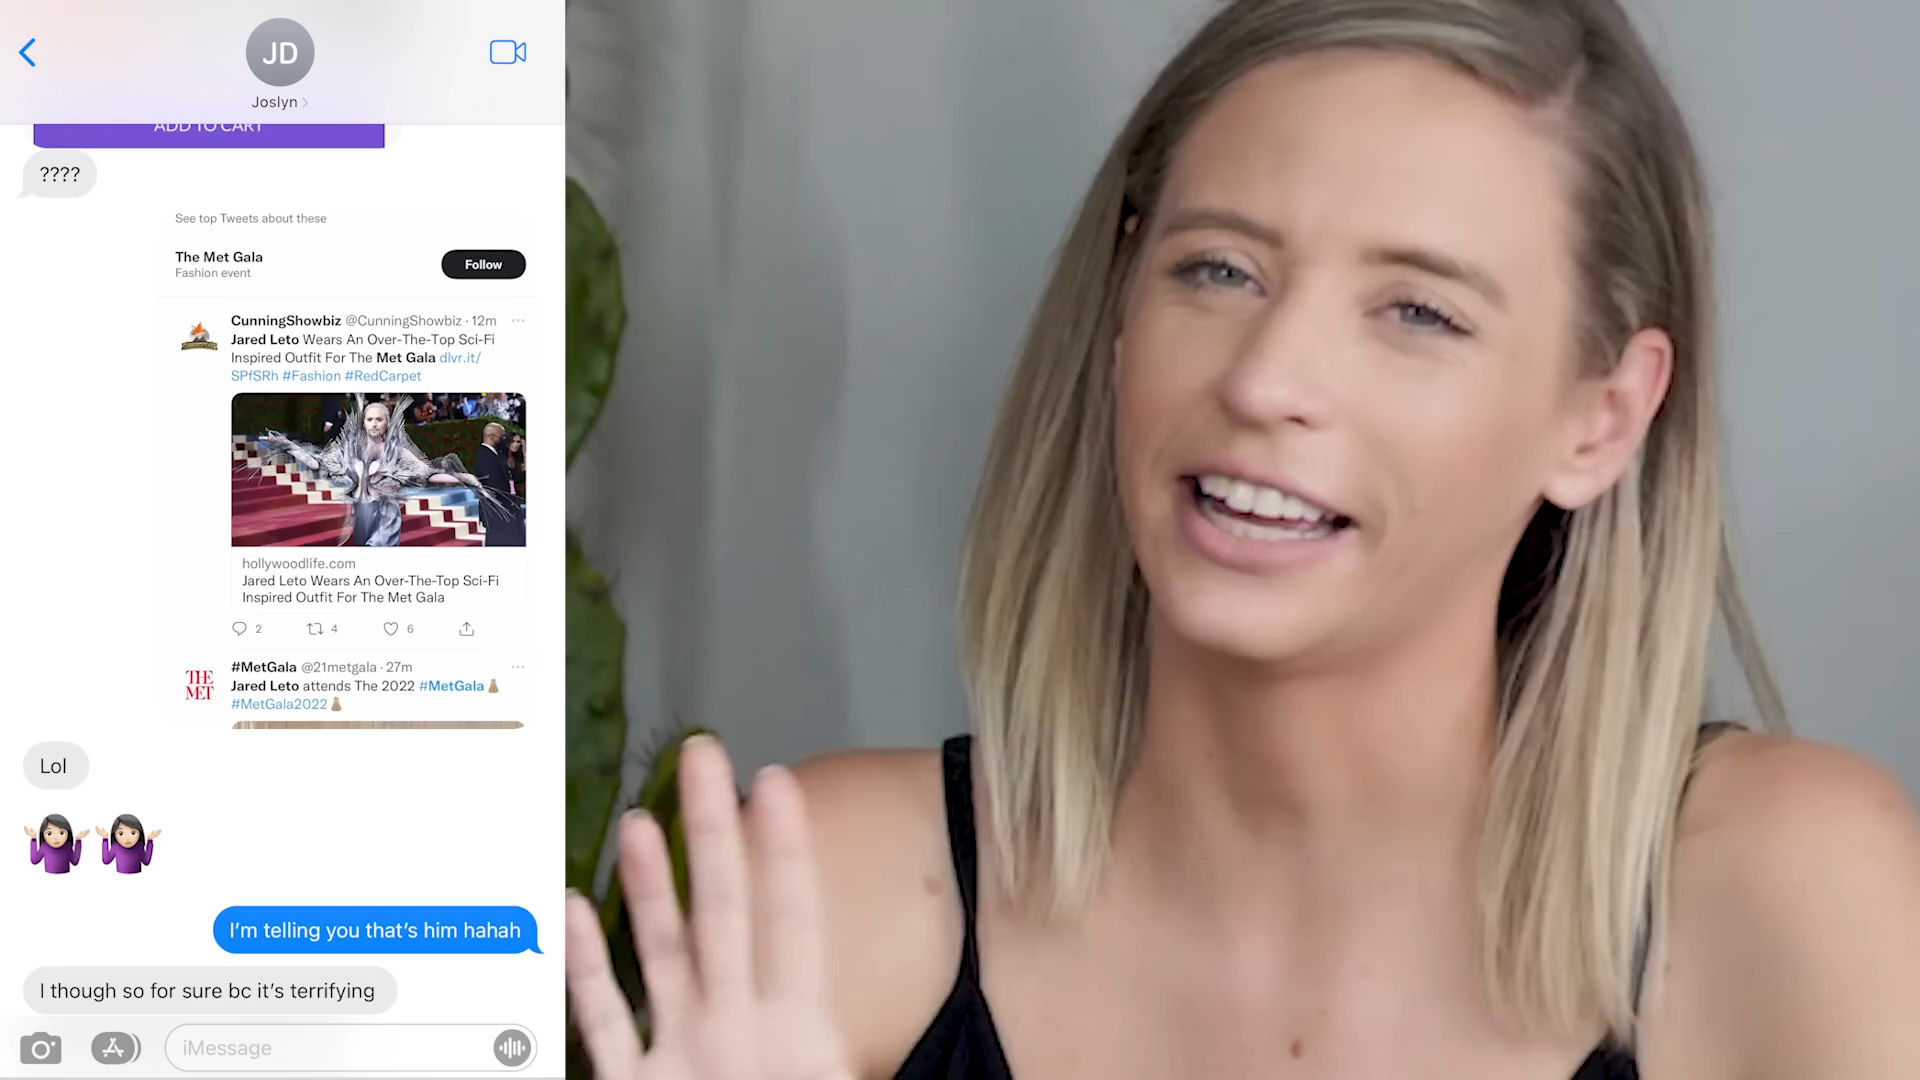 JD
Joslyn
ADD TO CART
????
See top Tweets about these
The Met Gala
Fashion event
Follow
CunningShowbiz @CunningShowbiz · 12m
Jared Leto Wears An Over-The-Top Sci-Fi
Inspired Outfit For The Met Gala dlvr.it/
SPfSRh #Fashion #RedCarpet
hollywoodlife.com
Jared Leto Wears An Over-The-Top Sci-Fi
Inspired Outfit For The Met Gala
2 4 6
THE
MET
#MetGala @21metgala · 27m
Jared Leto attends The 2022 #MetGala
#MetGala2022
Lol
I'm telling you that's him hahah
I though so for sure bc it's terrifying
iMessage